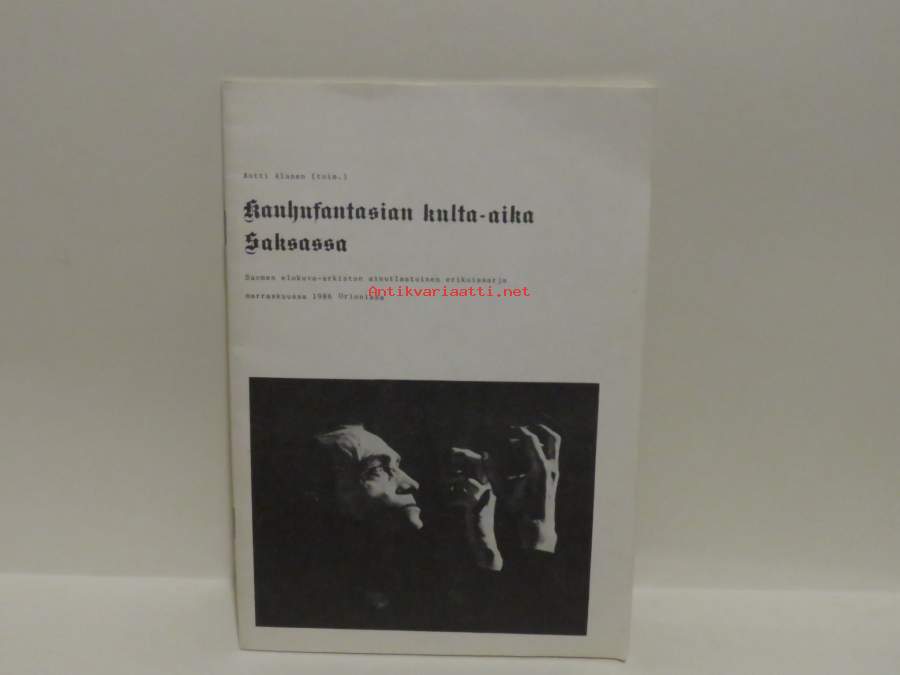 Antti Alanen (toim.)
Kauhufantasian kulta-aika
Saksassa
Suomen elokuva-arkiston ainutlaatuinen erikoissarja
Antikvariaatti.net
marraskuussa 1986 Orionissa